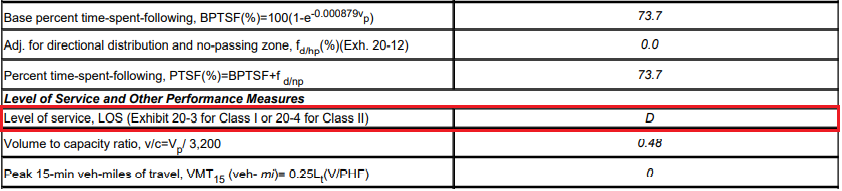 Base percent time-spent-following, BPTSF(%)=100(1-e-0.000879vp) 73.7
Adj. for directional distribution and no-passing zone, fd/hp(%)(Exh. 20-12) 0.0
Percent time-spent-following, PTSF(%)=BPTSF+f d/np 73.7
Level of Service and Other Performance Measures
Level of service, LOS (Exhibit 20-3 for Class I or 20-4 for Class II) D
Volume to capacity ratio, v/c=Vp/ 3,200 0.48
Peak 15-min veh-miles of travel, VMT15 (veh- mi)= 0.25Lt(V/PHF) 0